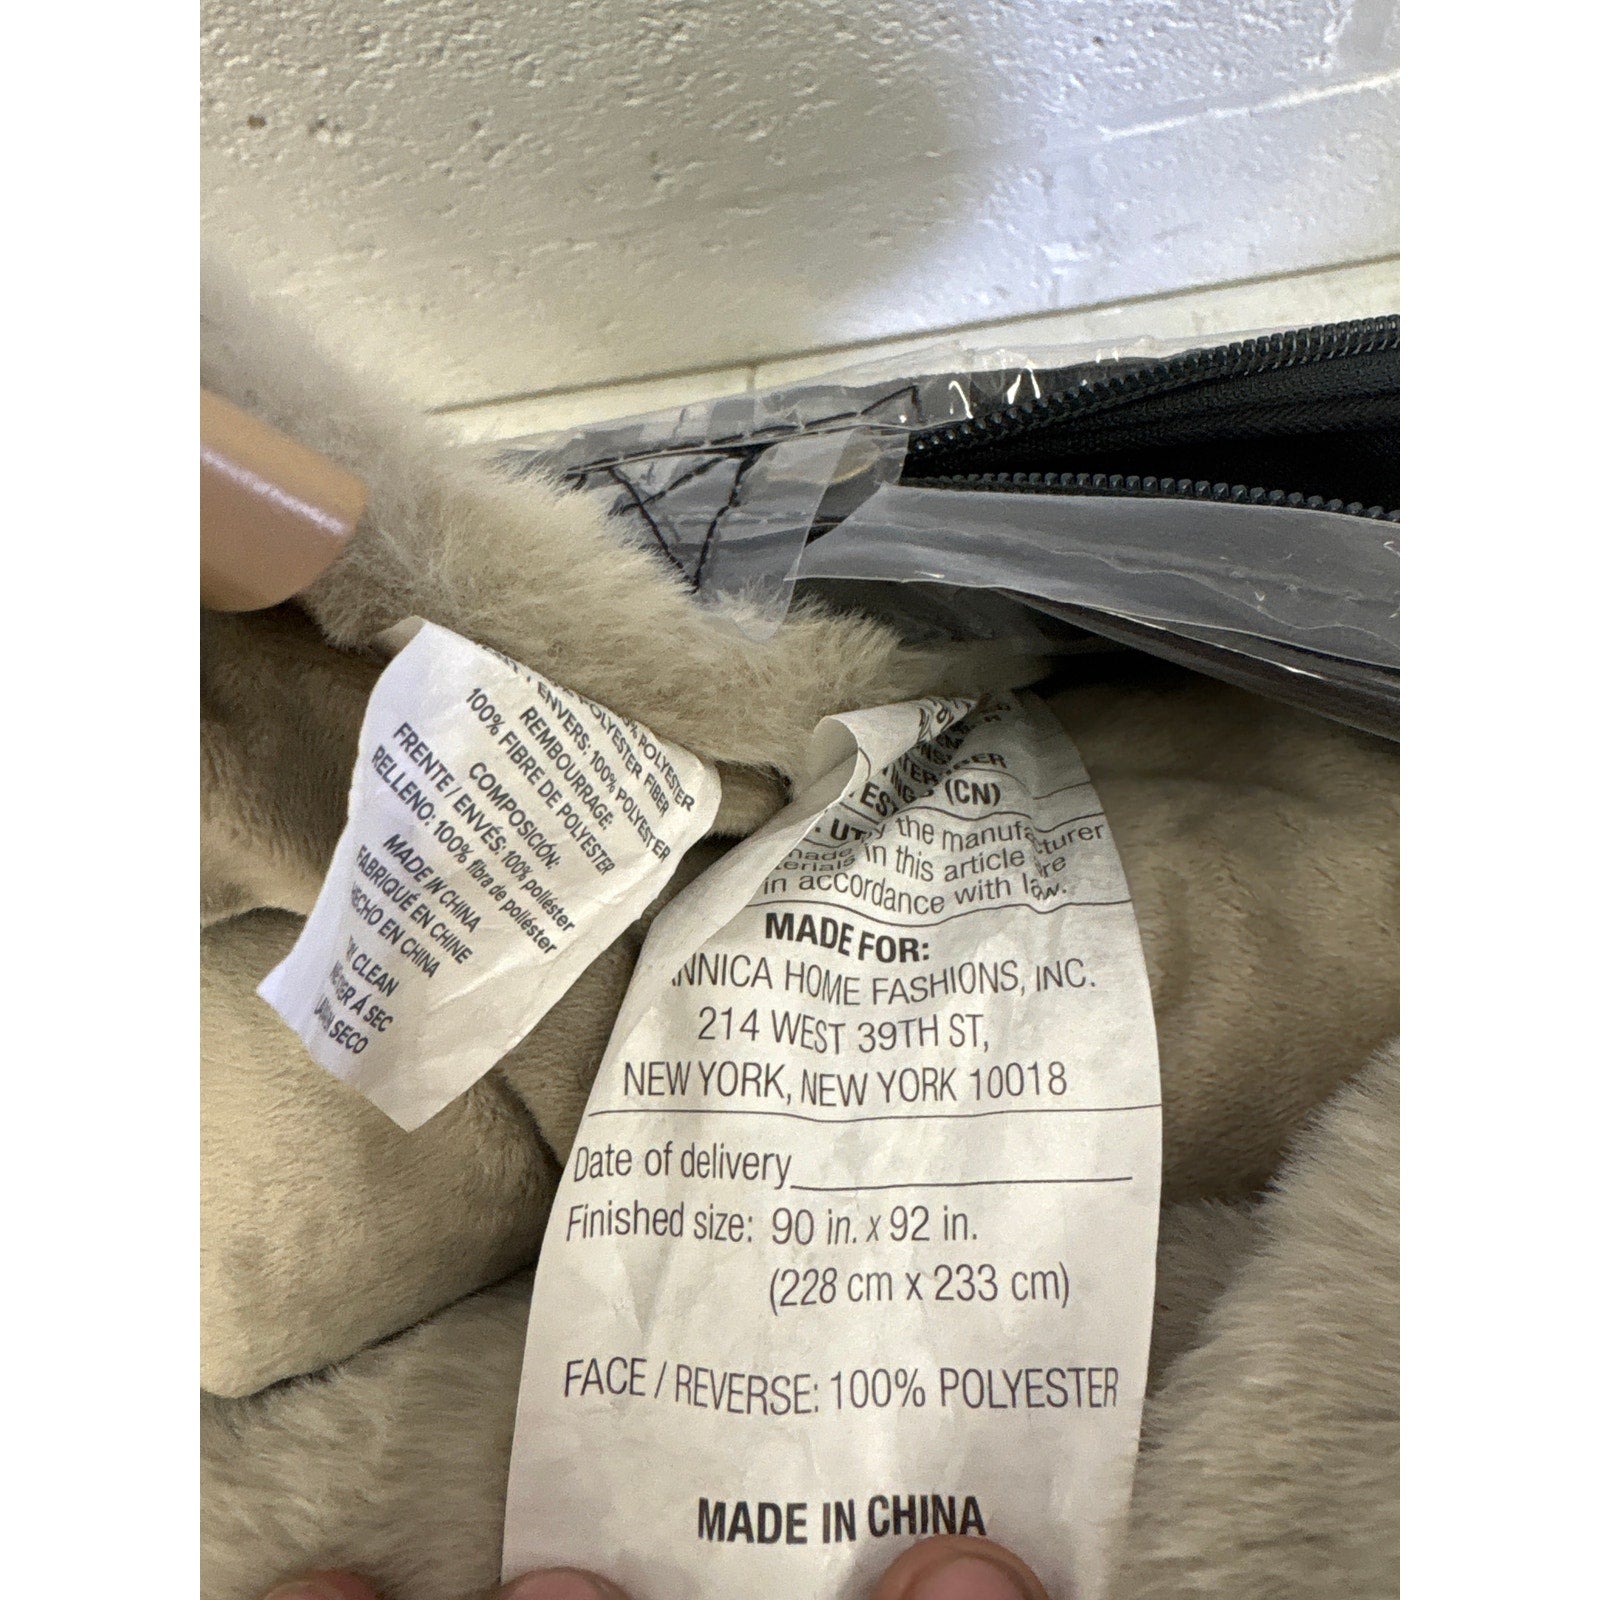 100% POLYESTER
POLYESTER FIBER
ENVERS: 100% POLYESTER
REMBOURRAGE:
100% FIBRE DE POLYESTER
COMPOSICIÓN:
FRENTE / ENVÉS: 100% poliéster
RELLENO: 100% fibra de poliéster
MADE IN CHINA
FABRIQUÉ EN CHINE
HECHO EN CHINA
CLEAN
À SEC
SECO
(CN)
the manufacturer
in this article are
in accordance with law.
MADE FOR:
NNICA HOME FASHIONS, INC.
214 WEST 39TH ST,
NEW YORK, NEW YORK 10018
Date of delivery
Finished size: 90 in. x 92 in.
(228 cm x 233 cm)
FACE / REVERSE: 100% POLYESTER
MADE IN CHINA